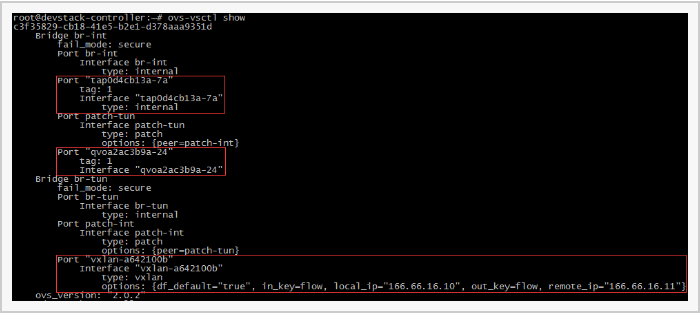 root@devstack-controller:~# ovs-vsctl show
c3f35829-cb18-41e5-b2e1-d378aaa9351d
Bridge br-int
fail_mode: secure
Port br-int
Interface br-int
type: internal
Port "tap0d4cb13a-7a"
tag: 1
Interface "tap0d4cb13a-7a"
type: internal
Port patch-tun
Interface patch-tun
type: patch
options: {peer=patch-int}
Port "qvoa2ac3b9a-24"
tag: 1
Interface "qvoa2ac3b9a-24"
Bridge br-tun
fail_mode: secure
Port br-tun
Interface br-tun
type: internal
Port patch-int
Interface patch-int
type: patch
options: {peer=patch-tun}
Port "vxlan-a642100b"
Interface "vxlan-a642100b"
type: vxlan
options: {df_default="true", in_key=flow, local_ip="166.66.16.10", out_key=flow, remote_ip="166.66.16.11"}
ovs_version: "2.0.2"